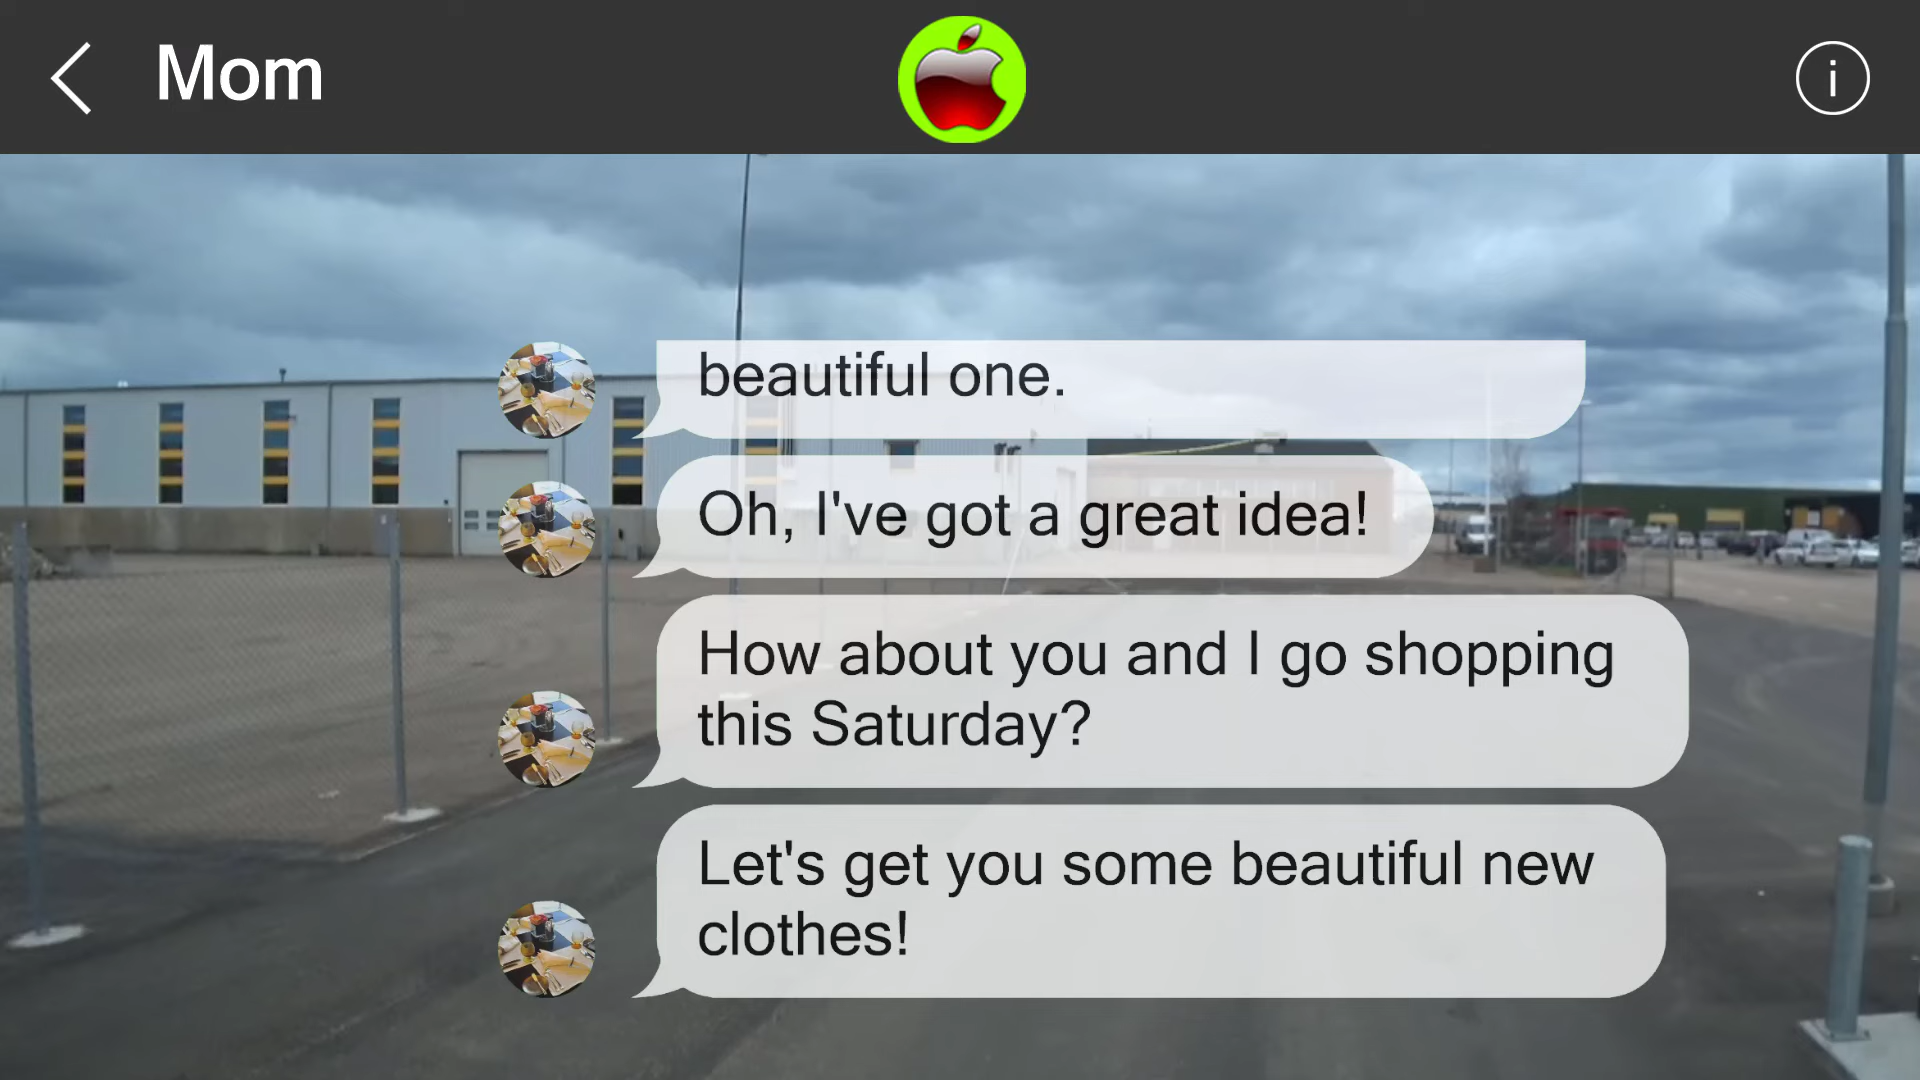 Mom
i
beautiful one.
Oh, I've got a great idea!
How about you and I go shopping
this Saturday?
Let's get you some beautiful new
clothes!